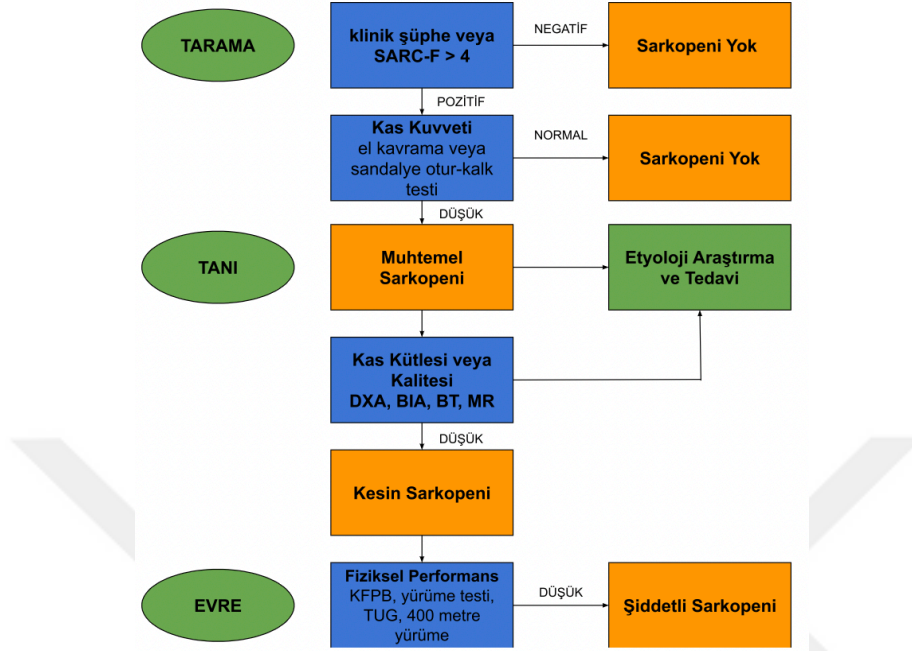 TARAMA
klinik şüphe veya
SARC-F > 4
NEGATİF
Sarkopeni Yok
POZİTİF
Kas Kuvveti
el kavrama veya
sandalye otur-kalk
testi
NORMAL
Sarkopeni Yok
DÜŞÜK
TANI
Muhtemel
Sarkopeni
Etyoloji Araştırma
ve Tedavi
Kas Kütlesi veya
Kalitesi
DXA, BIA, BT, MR
DÜŞÜK
Kesin Sarkopeni
EVRE
Fiziksel Performans
KFPB, yürüme testi,
TUG, 400 metre
yürüme
DÜŞÜK
Şiddetli Sarkopeni